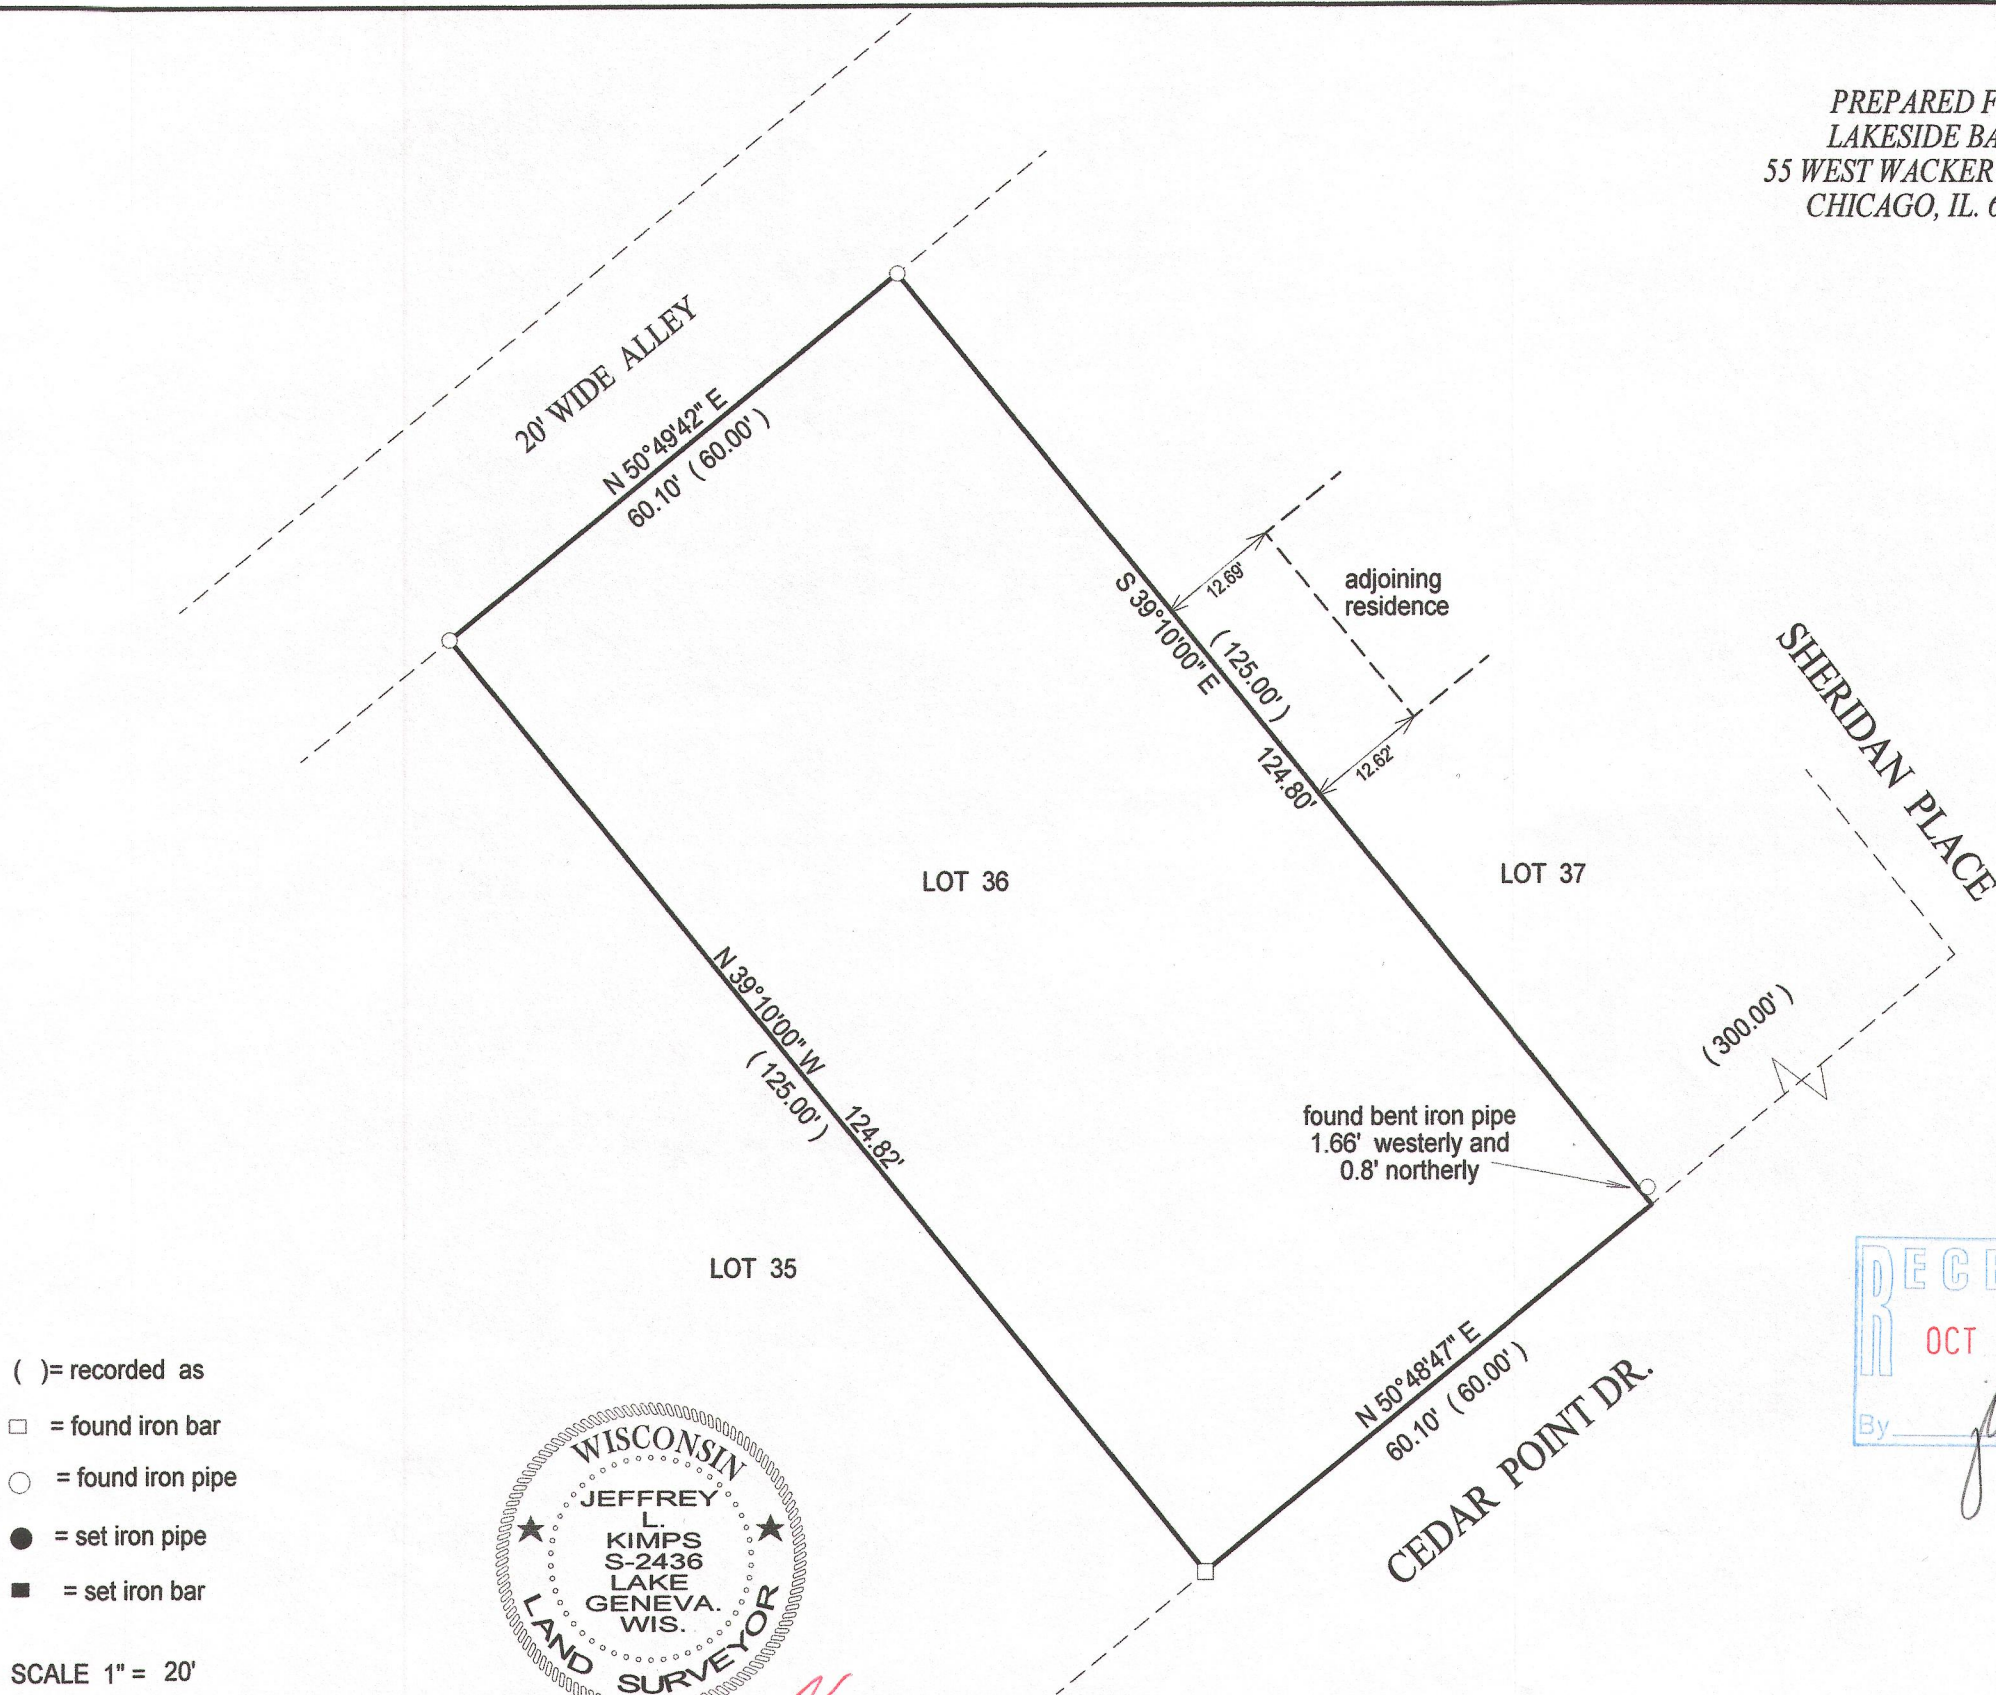 PREPARED F
LAKESIDE BA
55 WEST WACKER
CHICAGO, IL. 6
20' WIDE ALLEY
N 50°49'42" E
60.10' ( 60.00' )
12.69'
adjoining
residence
S 39°10'00" E
( 125.00' )
124.80'
12.62'
SHERIDAN PLACE
LOT 36
LOT 37
N 39°10'00" W
( 125.00' )
124.82'
( 300.00' )
found bent iron pipe
1.66' westerly and
0.8' northerly
LOT 35
N 50°48'47" E
60.10' ( 60.00' )
CEDAR POINT DR.
RECE
OCT
By
( )= recorded as
= found iron bar
= found iron pipe
= set iron pipe
= set iron bar
SCALE 1" = 20'
WISCONSIN
JEFFREY
L.
KIMPS
S-2436
LAKE
GENEVA.
WIS.
LAND SURVEYOR